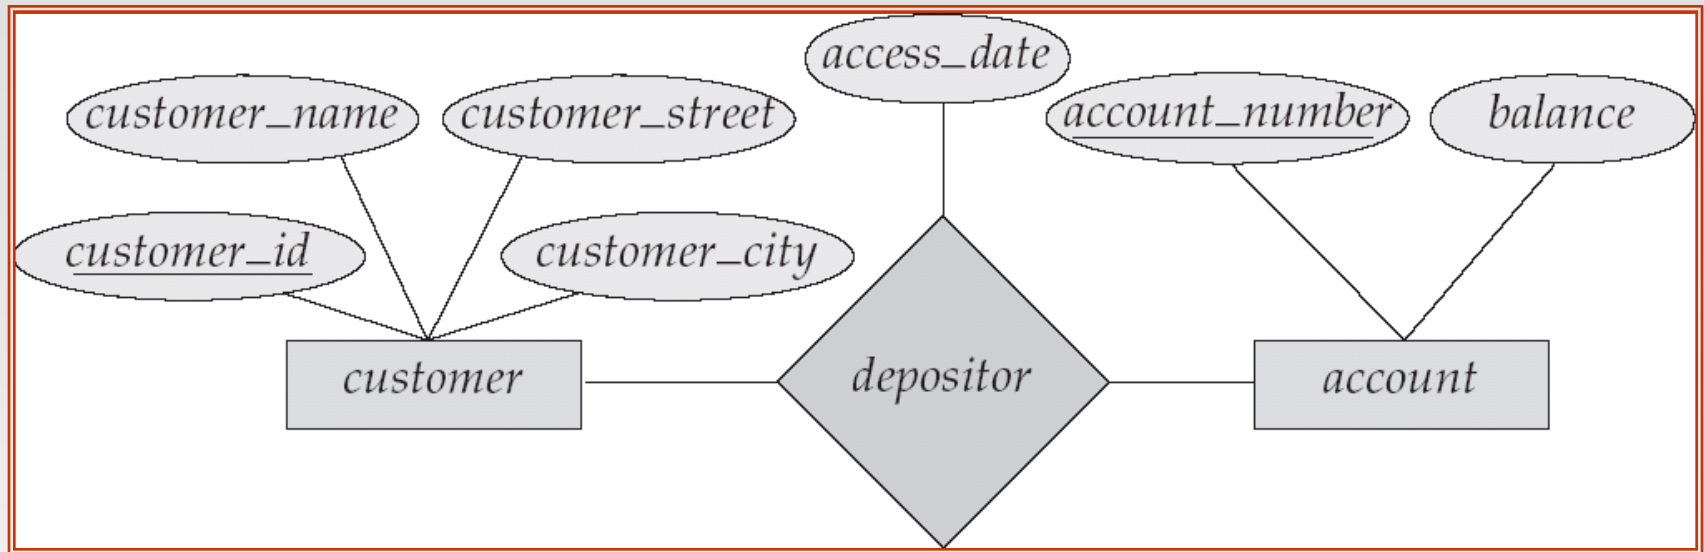 access_date
customer_name customer_street account_number balance
customer_id customer_city
customer depositor account